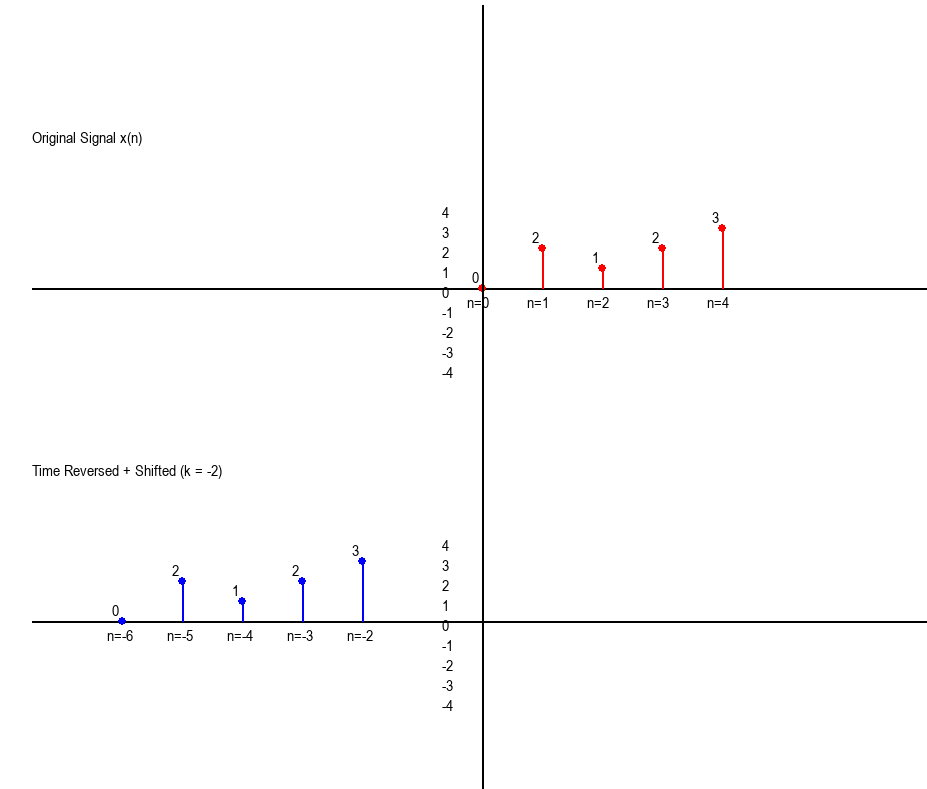 Original Signal x(n)
4
3
3
2
2
2
1
1
0
0
n=0
n=1
n=2
n=3
n=4
-1
-2
-3
-4
Time Reversed + Shifted (k = -2)
4
3
3
2
2
2
1
1
0
0
n=-6
n=-5
n=-4
n=-3
n=-2
-1
-2
-3
-4